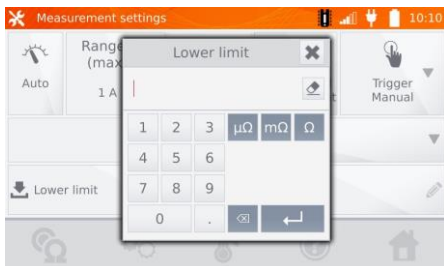 Measurement settings 10:10
Range
(max
Auto
1 A
Lower limit
Trigger
Manual
t
1 2 3 μΩ mΩ Ω
4 5 6
7 8 9
0 .
Lower limit